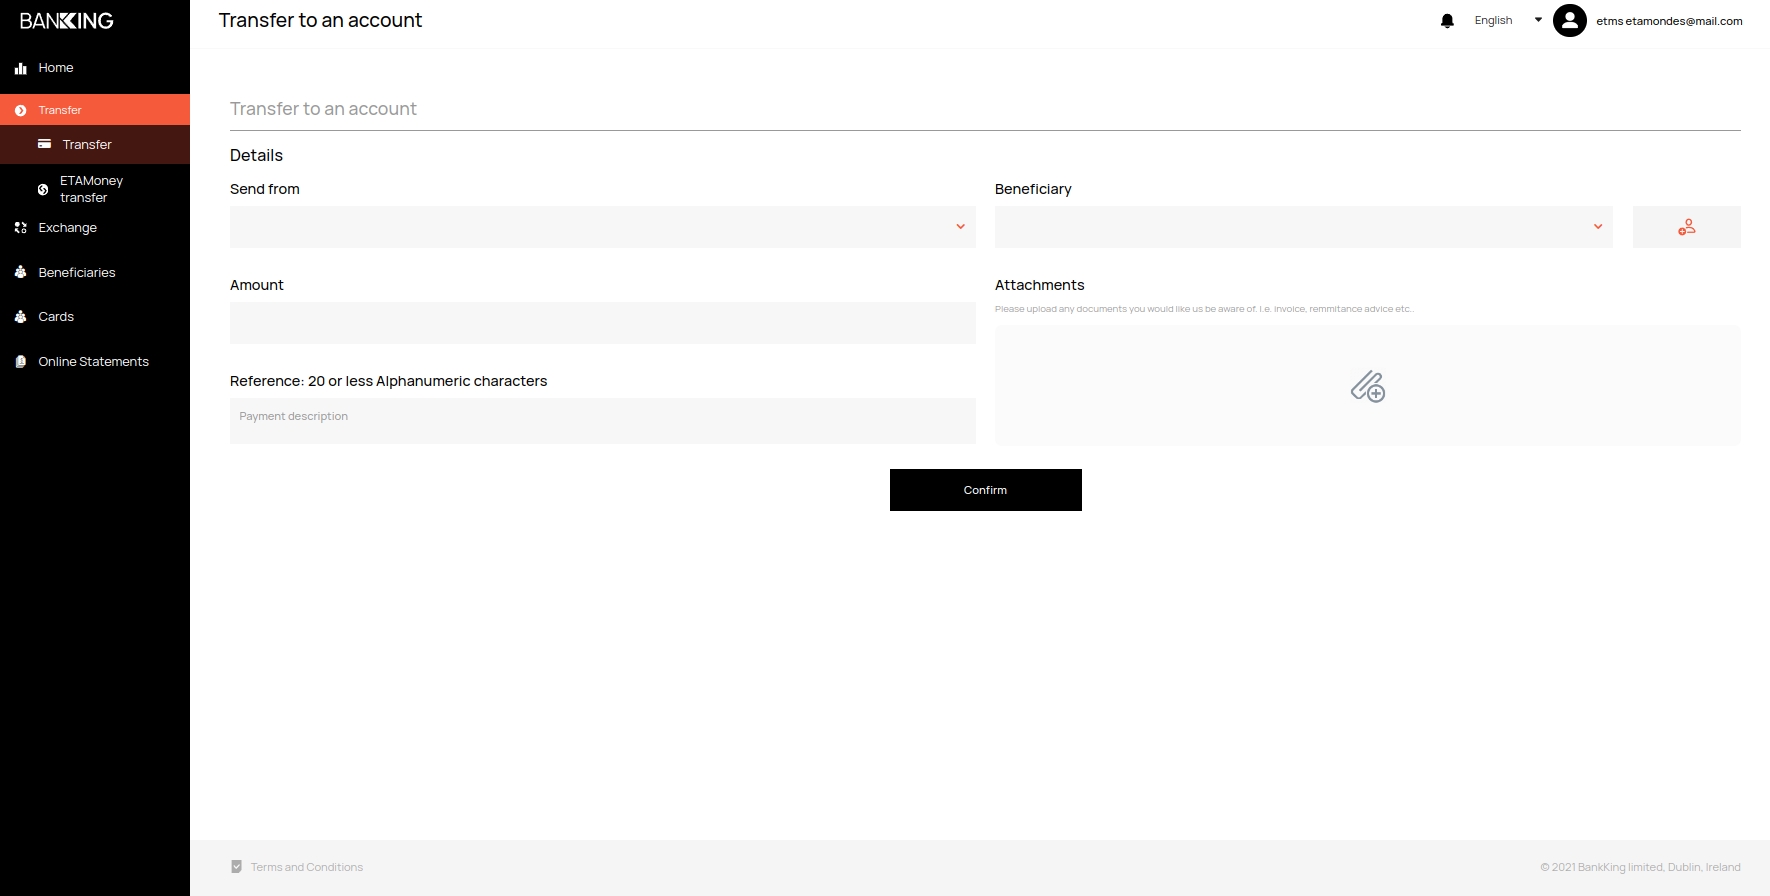 BANKKING
Transfer to an account
English
etms etamondes@mail.com
Home
Transfer
Transfer
ETAMoney
transfer
Exchange
Beneficiaries
Cards
Online Statements
Transfer to an account
Details
Send from
Beneficiary
Amount
Attachments
Please upload any documents you would like us be aware of. I.e. invoice, remmitance advice etc..
Reference: 20 or less Alphanumeric characters
Payment description
Confirm
Terms and Conditions
© 2021 BankKing limited, Dublin, Ireland